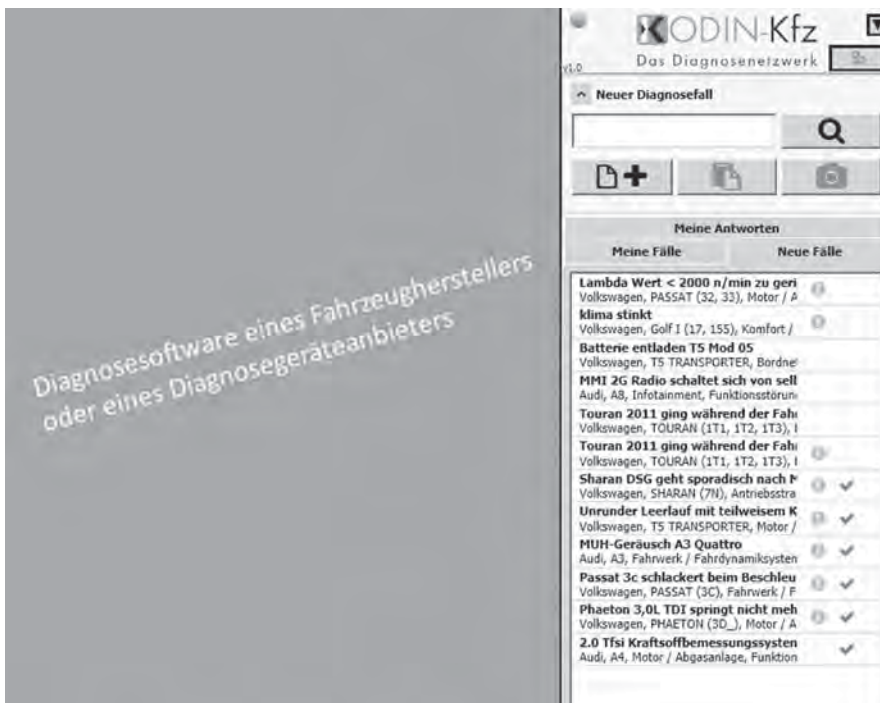 KODIN-Kfz
Das Diagnosenetzwerk
v1.0
Neuer Diagnosefall
Meine Antworten
Meine Fälle Neue Fälle
Diagnosesoftware eines Fahrzeugherstellers
oder eines Diagnosegeräteanbieters
Lambda Wert < 2000 n/min zu geri
Volkswagen, PASSAT (32, 33), Motor / A
klima stinkt
Volkswagen, Golf I (17, 155), Komfort /
Batterie entladen T5 Mod 05
Volkswagen, T5 TRANSPORTER, Bordne
MMI 2G Radio schaltet sich von sell
Audi, A8, Infotainment, Funktionsstörun
Touran 2011 ging während der Fah
Volkswagen, TOURAN (1T1, 1T2, 1T3), I
Touran 2011 ging während der Fah
Volkswagen, TOURAN (1T1, 1T2, 1T3), I
Sharan DSG geht sporadisch nach M
Volkswagen, SHARAN (7N), Antriebsstra
Unrunder Leerlauf mit teilweisem K
Volkswagen, T5 TRANSPORTER, Motor /
MUH-Geräusch A3 Quattro
Audi, A3, Fahrwerk / Fahrdynamiksysten
Passat 3c schlackert beim Beschleu
Volkswagen, PASSAT (3C), Fahrwerk / F
Phaeton 3,0L TDI springt nicht meh
Volkswagen, PHAETON (3D_), Motor / A
2.0 Tfsi Kraftsoffbemessungssysten
Audi, A4, Motor / Abgasanlage, Funktion